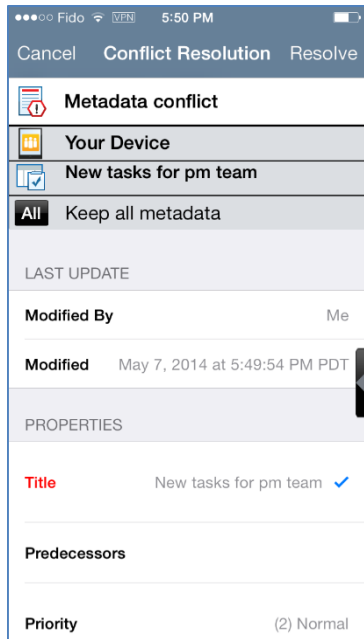 Fido VPN 5:50 PM
Cancel Conflict Resolution Resolve
Metadata conflict
Your Device
New tasks for pm team
All Keep all metadata
LAST UPDATE
Modified By Me
Modified May 7, 2014 at 5:49:54 PM PDT
PROPERTIES
Title New tasks for pm team
Predecessors
Priority (2) Normal